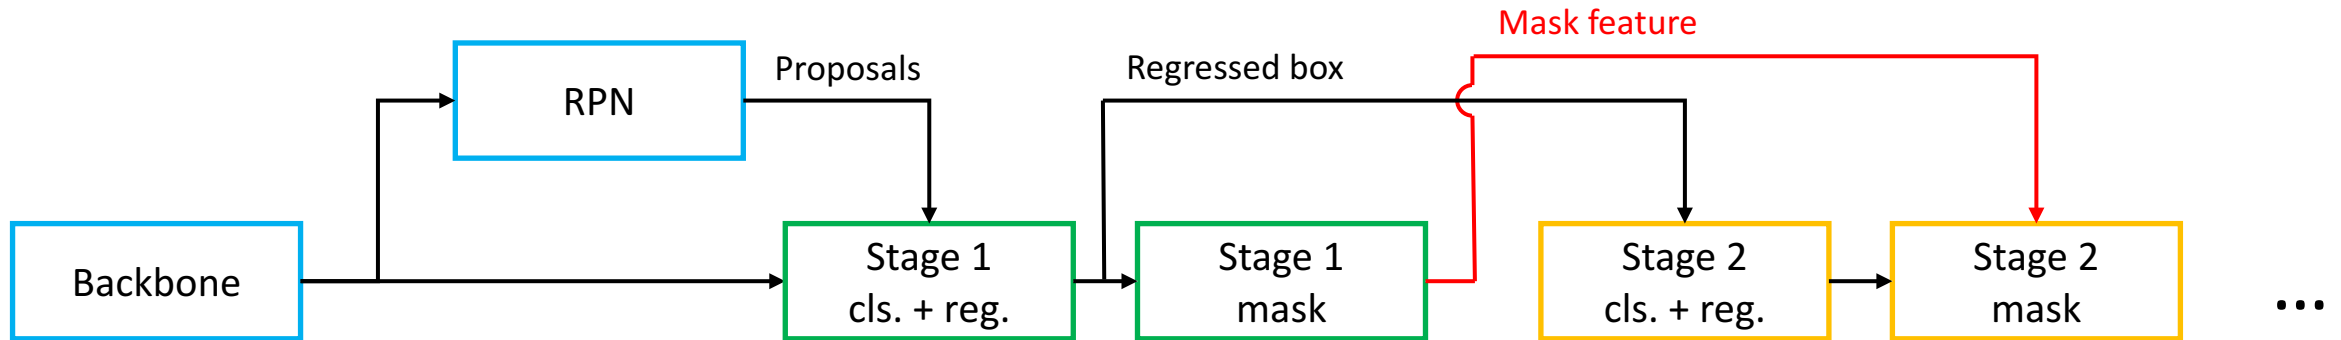 Mask feature
Proposals
Regressed box
RPN
Backbone
Stage 1
cls. + reg.
Stage 1
mask
Stage 2
cls. + reg.
Stage 2
mask
...